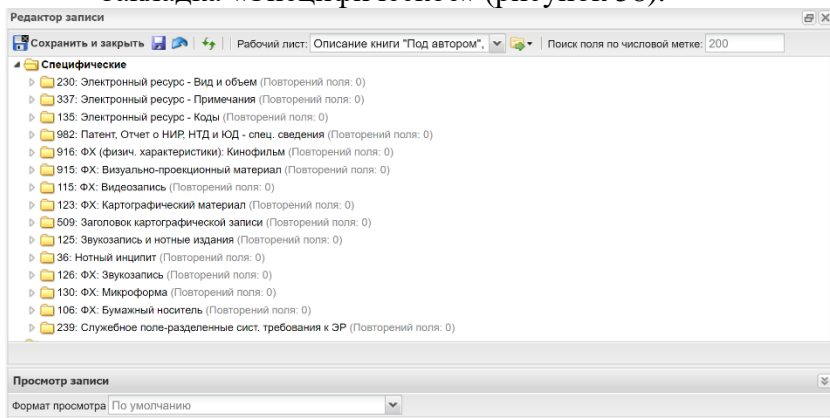 Закладка «Специфическое» (рисунок 38).
Редактор записи
Сохранить и закрыть Рабочий лист: Описание книги "Под автором", Поиск поля по числовой метке: 200
Специфические
230: Электронный ресурс - Вид и объем (Повторений поля: 0)
337: Электронный ресурс - Примечания (Повторений поля: 0)
135: Электронный ресурс - Коды (Повторений поля: 0)
982: Патент, Отчет о НИР, НТД и ЮД - спец. сведения (Повторений поля: 0)
916: ФХ (физич. характеристики): Кинофильм (Повторений поля: 0)
915: ФХ: Визуально-проекционный материал (Повторений поля: 0)
115: ФХ: Видеозапись (Повторений поля: 0)
123: ФХ: Картографический материал (Повторений поля: 0)
509: Заголовок картографической записи (Повторений поля: 0)
125: Звукозапись и нотные издания (Повторений поля: 0)
36: Нотный инципит (Повторений поля: 0)
126: ФХ: Звукозапись (Повторений поля: 0)
130: ФХ: Микроформа (Повторений поля: 0)
106: ФХ: Бумажный носитель (Повторений поля: 0)
239: Служебное поле-разделенные сист. требования к ЭР (Повторений поля: 0)
Просмотр записи
Формат просмотра По умолчанию